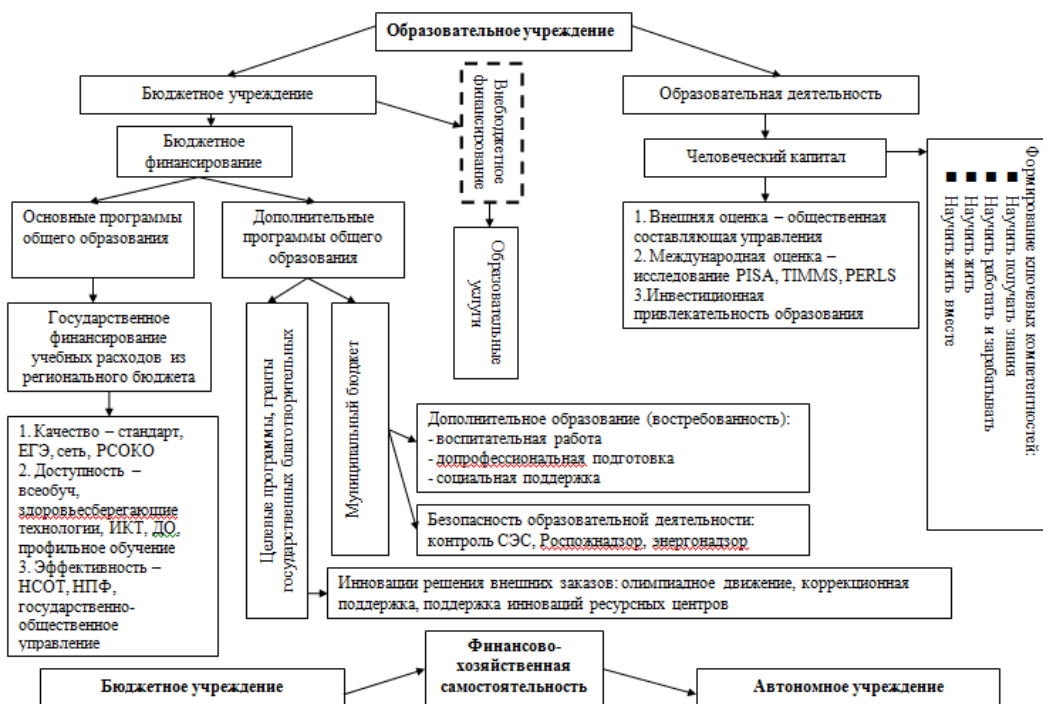 Образовательное учреждение
Бюджетное учреждение
Внебюджетное
финансирование
Образовательная деятельность
Бюджетное
финансирование
Человеческий капитал
Формирование ключевых компетентностей:
■ Научить получать знания
■ Научить работать и зарабатывать
■ Научить жить
■ Научить жить вместе
Основные программы
общего образования
Дополнительные
программы общего
образования
Образовательные
услуги
1. Внешняя оценка – общественная
составляющая управления
2. Международная оценка –
исследование PISA, TIMMS, PERLS
3.Инвестиционная
привлекательность образования
Государственное
финансирование
учебных расходов из
регионального бюджета
Целевые программы, гранты
государственных благотворительных
Муниципальный бюджет
1. Качество – стандарт,
ЕГЭ, сеть, РСОКО
2. Доступность –
всеобуч,
здоровьесберегающие
технологии, ИКТ, ДО,
профильное обучение
3. Эффективность –
НСОТ, НПФ,
государственно-
общественное
управление
Дополнительное образование (востребованность):
- воспитательная работа
- допрофессиональная подготовка
- социальная поддержка
Безопасность образовательной деятельности:
контроль СЭС, Роспожнадзор, энергонадзор
Инновации решения внешних заказов: олимпиадное движение, коррекционная
поддержка, поддержка инноваций ресурсных центров
Бюджетное учреждение
Финансово-
хозяйственная
самостоятельность
Автономное учреждение